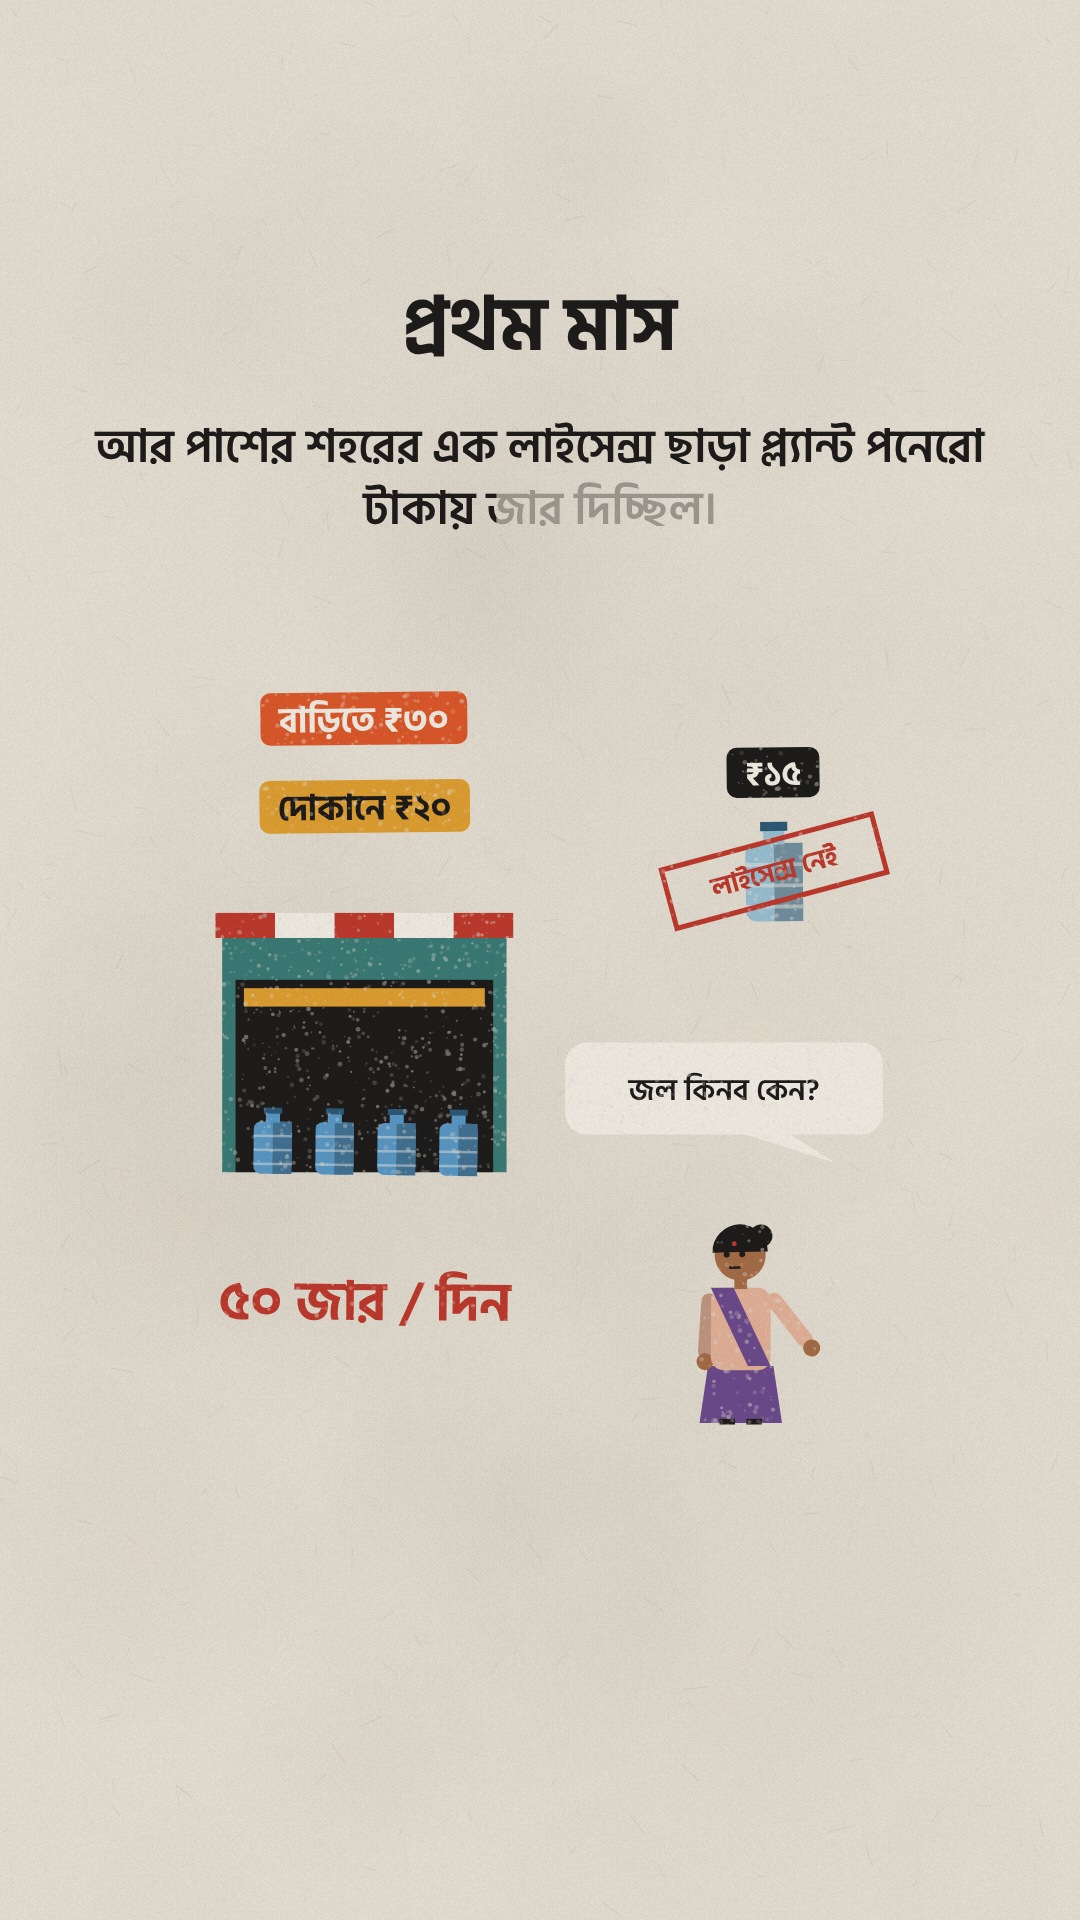 প্রথম মাস
আর পাশের শহরের এক লাইসেন্স ছাড়া প্ল্যান্ট পনেরো
টাকায় জার দিচ্ছিল।
বাড়িতে ₹৩০
দোকানে ₹২০
₹১৫
লাইসেন্স নেই
জল কিনব কেন?
৫০ জার / দিন